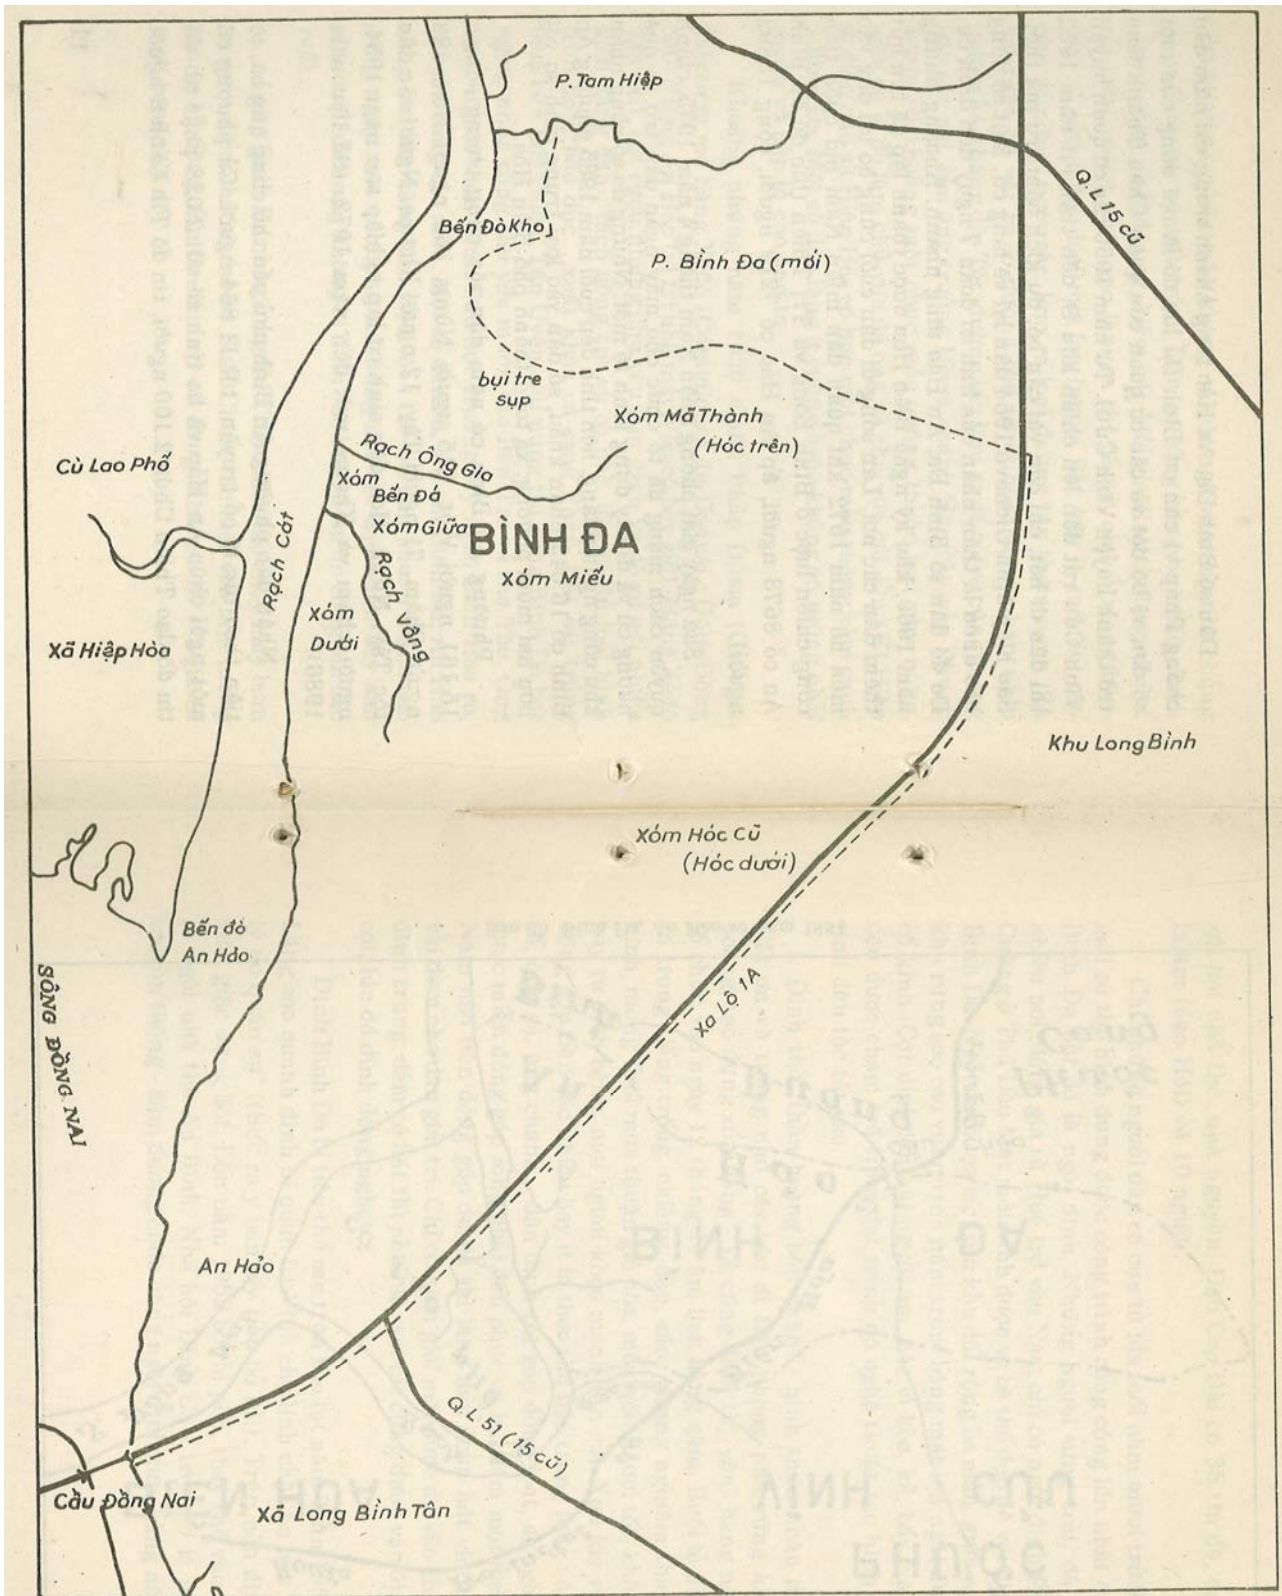 P. Tam Hiệp
Q.L 15 cũ
Bến Đò Kho
P. Bình Đa (mới)
bụi tre
sụp
Xóm Mã Thành
(Hóc trên)
Cù Lao Phố
Rạch Ông Gia
Xóm
Bến Đá
Xóm Giữa
BÌNH ĐA
Xóm Miếu
Rạch Cát
Rạch Vông
Xóm
Dưới
Xã Hiệp Hòa
Khu Long Bình
Xóm Hóc Cũ
(Hóc dưới)
Bến đò
An Hảo
SÔNG ĐỒNG NAI
Xa Lộ 1A
An Hảo
Q.L 51 (15 cũ)
Cầu Đồng Nai
Xã Long Bình Tân